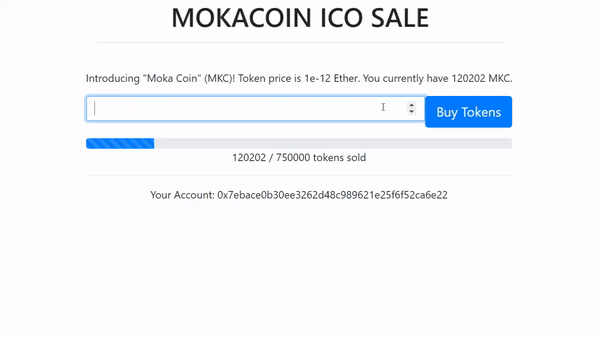 MOKACOIN ICO SALE
Introducing "Moka Coin" (MKC)! Token price is 1e-12 Ether. You currently have 120202 MKC.
Buy Tokens
120202 / 750000 tokens sold
Your Account: 0x7ebace0b30ee3262d48c989621e25f6f52ca6e22